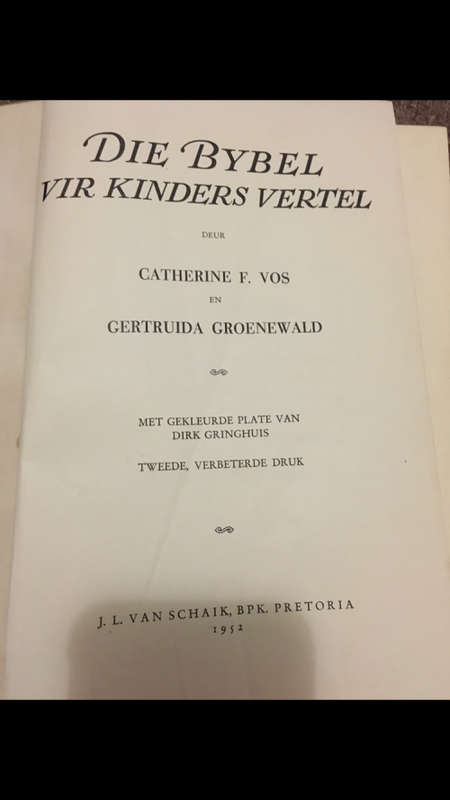 DIE BYBEL
VIR KINDERS VERTEL
DEUR
CATHERINE F. VOS
EN
GERTRUIDA GROENEWALD
MET GEKLEURDE PLATE VAN
DIRK GRINGHUIS
TWEEDE, VERBETERDE DRUK
J. L. VAN SCHAIK, BPK. PRETORIA
1952